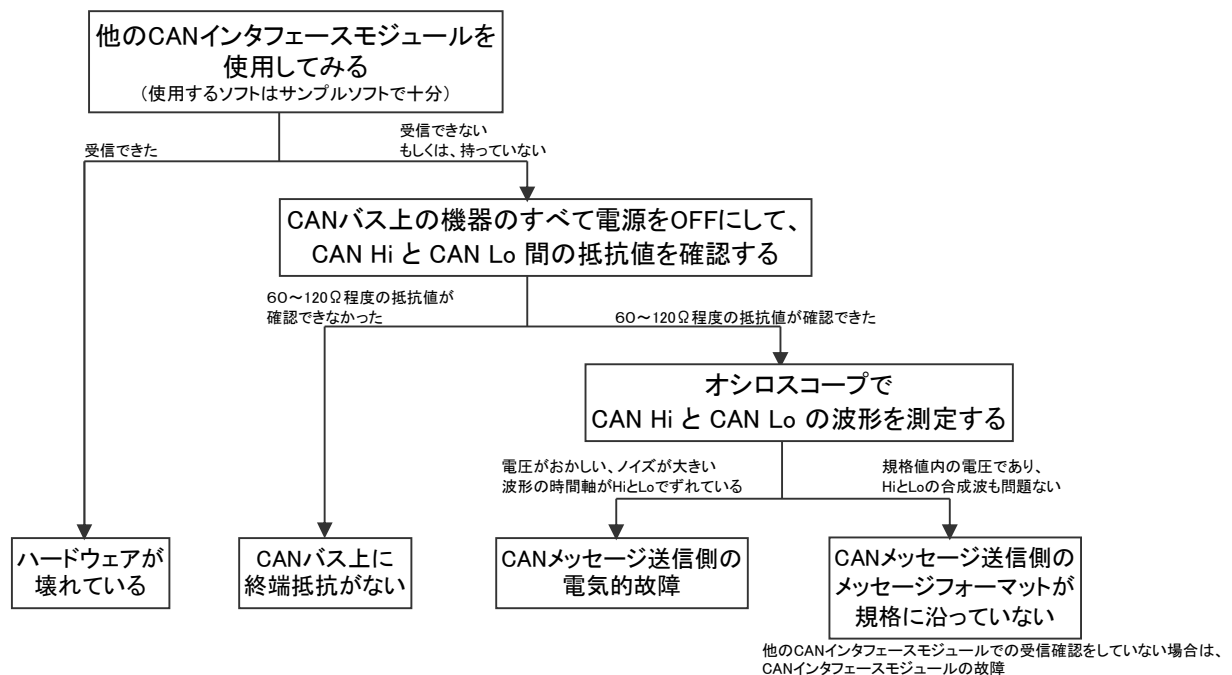 他のCANインタフェースモジュールを
使用してみる
（使用するソフトはサンプルソフトで十分）
受信できた
受信できない
もしくは、持っていない
CANバス上の機器のすべて電源をOFFにして、
CAN Hi と CAN Lo 間の抵抗値を確認する
60～120Ω程度の抵抗値が
確認できなかった
60～120Ω程度の抵抗値が確認できた
オシロスコープで
CAN Hi と CAN Lo の波形を測定する
電圧がおかしい、ノイズが大きい
波形の時間軸がHiとLoでずれている
規格値内の電圧であり、
HiとLoの合成波も問題ない
ハードウェアが
壊れている
CANバス上に
終端抵抗がない
CANメッセージ送信側の
電気的故障
CANメッセージ送信側の
メッセージフォーマットが
規格に沿っていない
他のCANインタフェースモジュールでの受信確認をしていない場合は、
CANインタフェースモジュールの故障